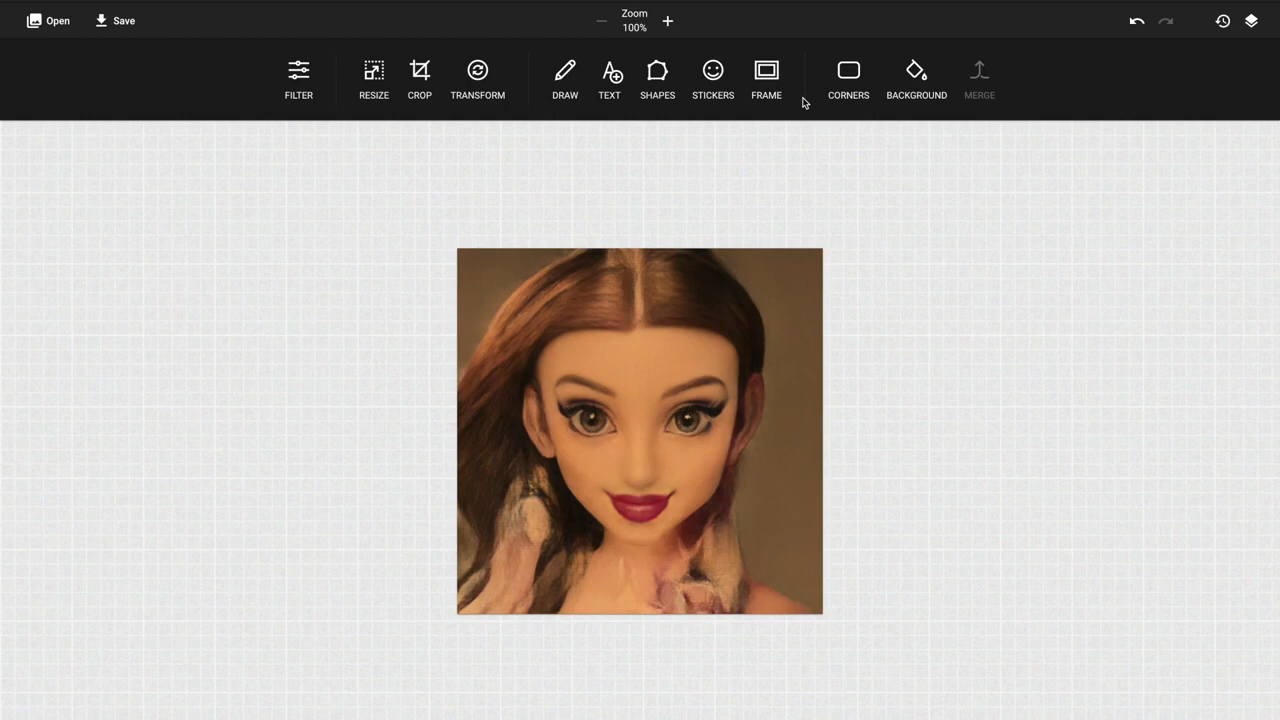 Open
Save
Zoom
100%
FILTER
RESIZE
CROP
TRANSFORM
DRAW
TEXT
SHAPES
STICKERS
FRAME
CORNERS
BACKGROUND
MERGE